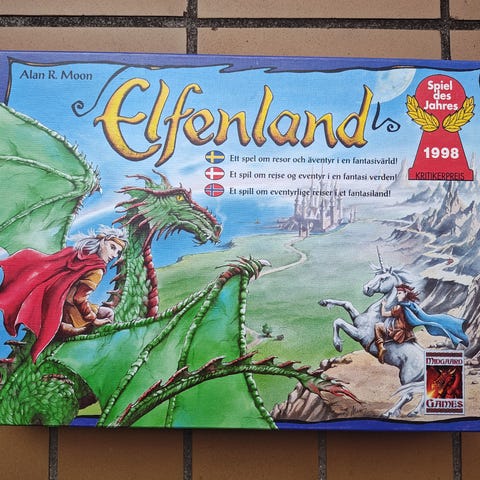 Alan R. Moon
Elfenland
Spiel
des
Jahres
1998
KRITIKERPREIS
Ett spel om resor och äventyr i en fantasivärld!
Et spil om rejse og eventyr i en fantasi verden!
Et spill om eventyrlige reiser i et fantasiland!
MIDGAARD
GAMES